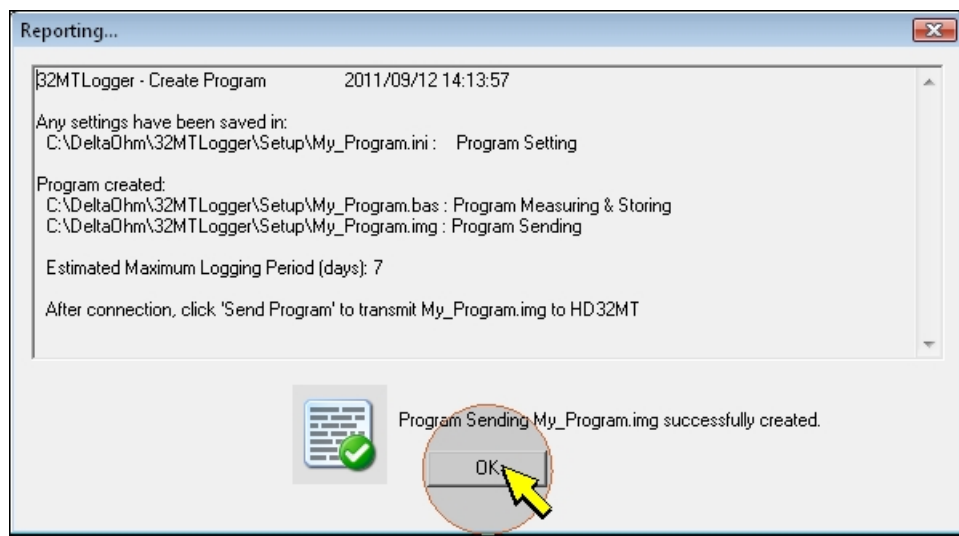 Reporting...
32MTLogger - Create Program 2011/09/12 14:13:57
Any settings have been saved in:
C:\DeltaOhm\32MTLogger\Setup\My_Program.ini : Program Setting
Program created:
C:\DeltaOhm\32MTLogger\Setup\My_Program.bas : Program Measuring & Storing
C:\DeltaOhm\32MTLogger\Setup\My_Program.img : Program Sending
Estimated Maximum Logging Period (days): 7
After connection, click 'Send Program' to transmit My_Program.img to HD32MT
Program Sending My_Program.img successfully created.
OK